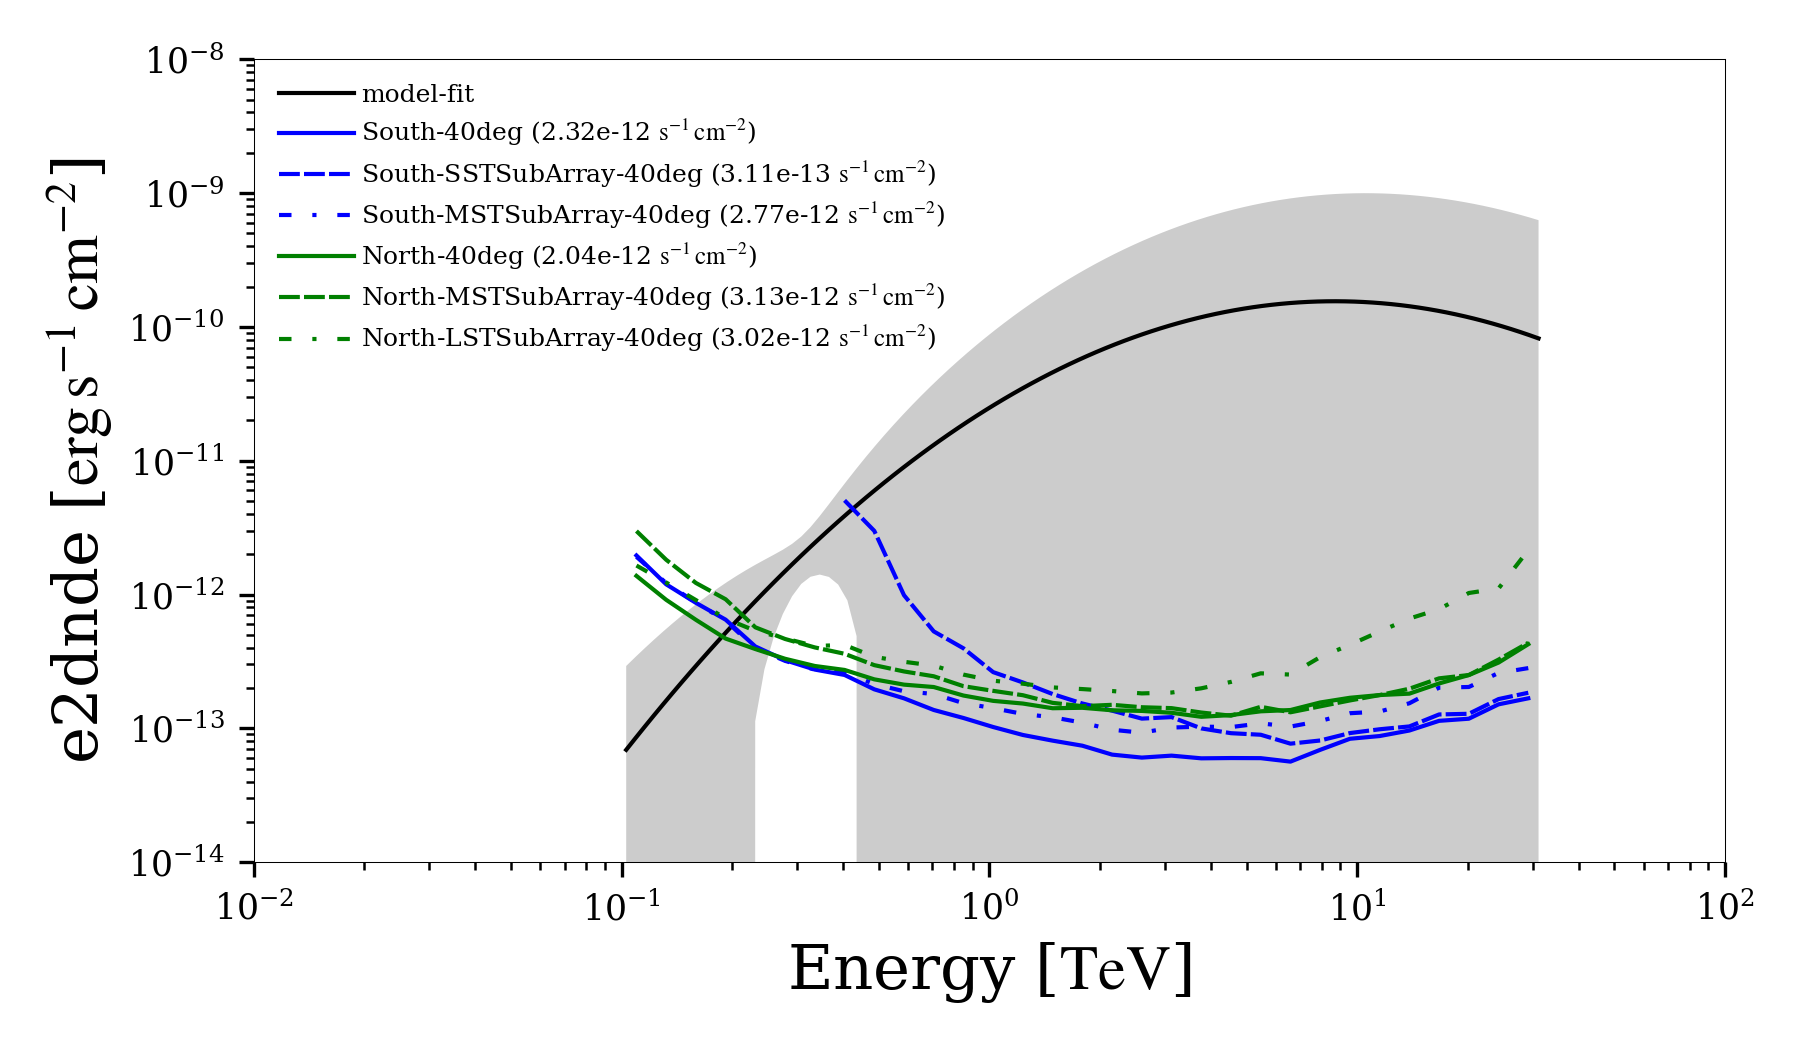 e2dnde [erg s⁻¹ cm⁻²]
10⁻⁸
10⁻⁹
10⁻¹⁰
10⁻¹¹
10⁻¹²
10⁻¹³
10⁻¹⁴
model-fit
South-40deg (2.32e-12 s⁻¹ cm⁻²)
South-SSTSubArray-40deg (3.11e-13 s⁻¹ cm⁻²)
South-MSTSubArray-40deg (2.77e-12 s⁻¹ cm⁻²)
North-40deg (2.04e-12 s⁻¹ cm⁻²)
North-MSTSubArray-40deg (3.13e-12 s⁻¹ cm⁻²)
North-LSTSubArray-40deg (3.02e-12 s⁻¹ cm⁻²)
10⁻² 10⁻¹ 10⁰ 10¹ 10²
Energy [TeV]